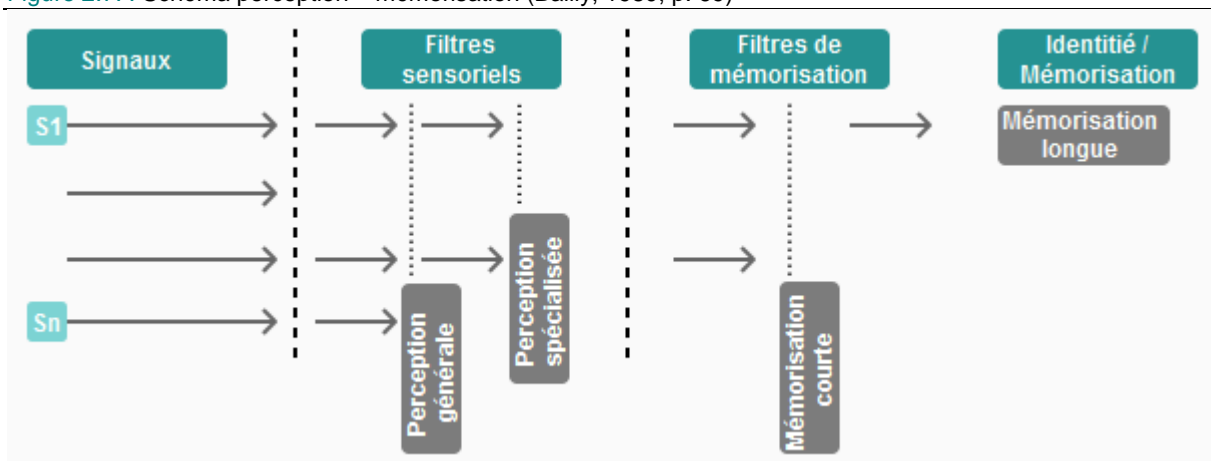 Signaux
Filtres
sensoriels
Filtres de
mémorisation
Identitié /
Mémorisation
S1
Mémorisation
longue
Sn
Perception
générale
Perception
spécialisée
Mémorisation
courte